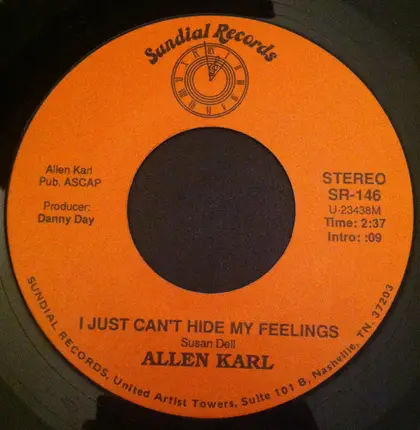 Sundial Records
Allen Karl
Pub. ASCAP
Producer:
Danny Day
STEREO
SR-146
U-23438M
Time: 2:37
Intro: :09
I JUST CAN'T HIDE MY FEELINGS
Susan Dell
ALLEN KARL
SUNDIAL RECORDS, United Artist Towers, Suite 101 B, Nashville, TN. 37203